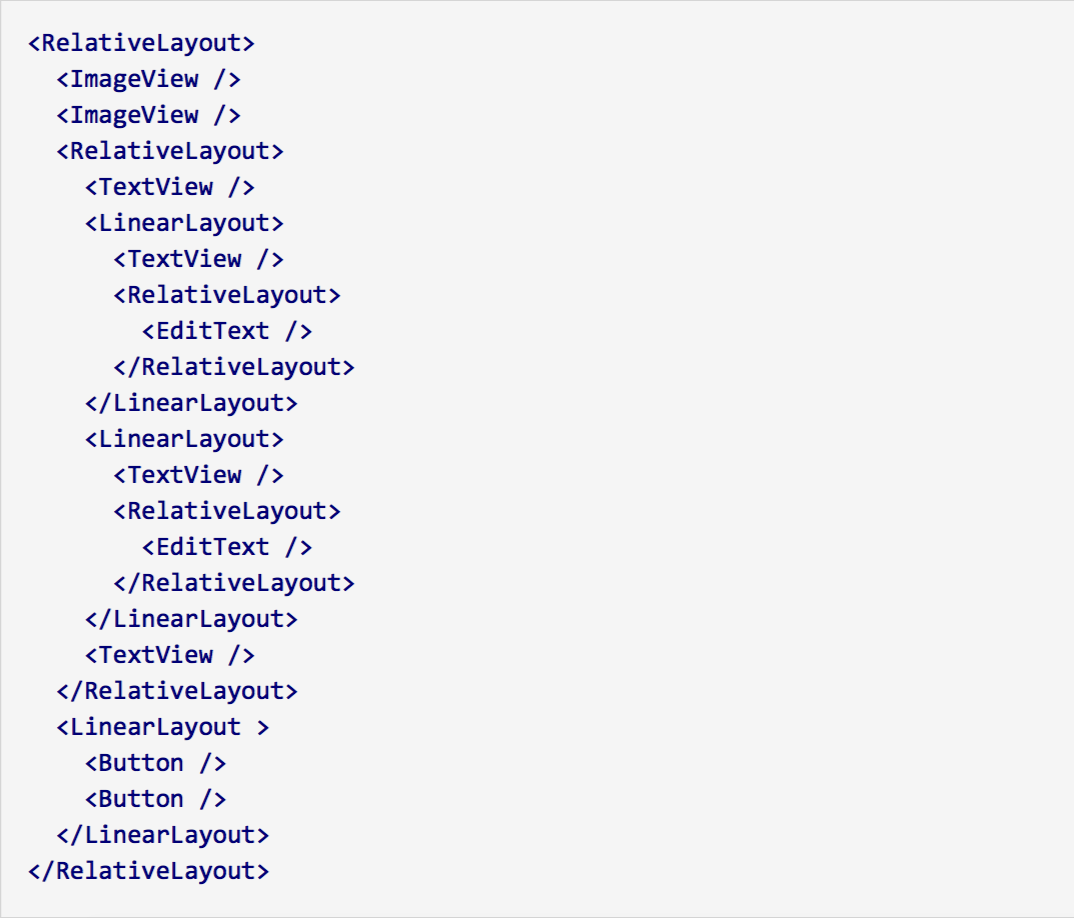 <RelativeLayout>
  <ImageView />
  <ImageView />
  <RelativeLayout>
    <TextView />
    <LinearLayout>
      <TextView />
      <RelativeLayout>
        <EditText />
      </RelativeLayout>
    </LinearLayout>
    <LinearLayout>
      <TextView />
      <RelativeLayout>
        <EditText />
      </RelativeLayout>
    </LinearLayout>
    <TextView />
  </RelativeLayout>
  <LinearLayout >
    <Button />
    <Button />
  </LinearLayout>
</RelativeLayout>